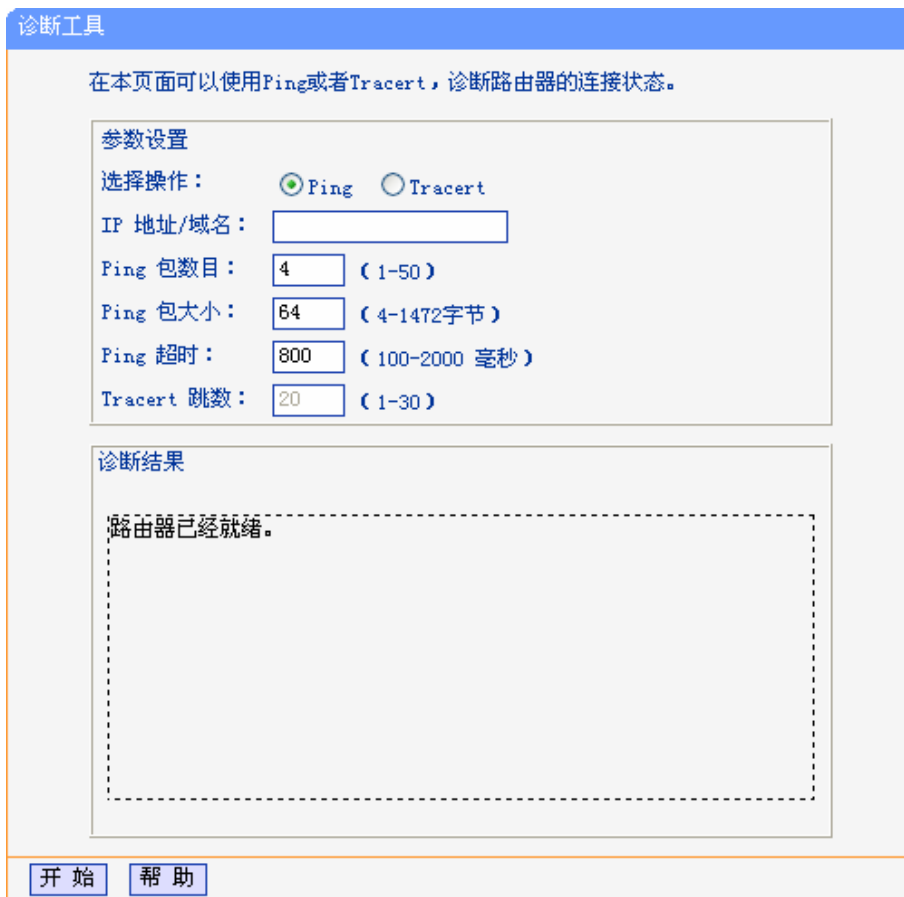 诊断工具
在本页面可以使用Ping或者Tracert，诊断路由器的连接状态。
参数设置
选择操作： Ping Tracert
IP 地址/域名：
Ping 包数目： 4 （1-50）
Ping 包大小： 64 （4-1472字节）
Ping 超时： 800 （100-2000 毫秒）
Tracert 跳数： 20 （1-30）
诊断结果
路由器已经就绪。
开 始 帮 助